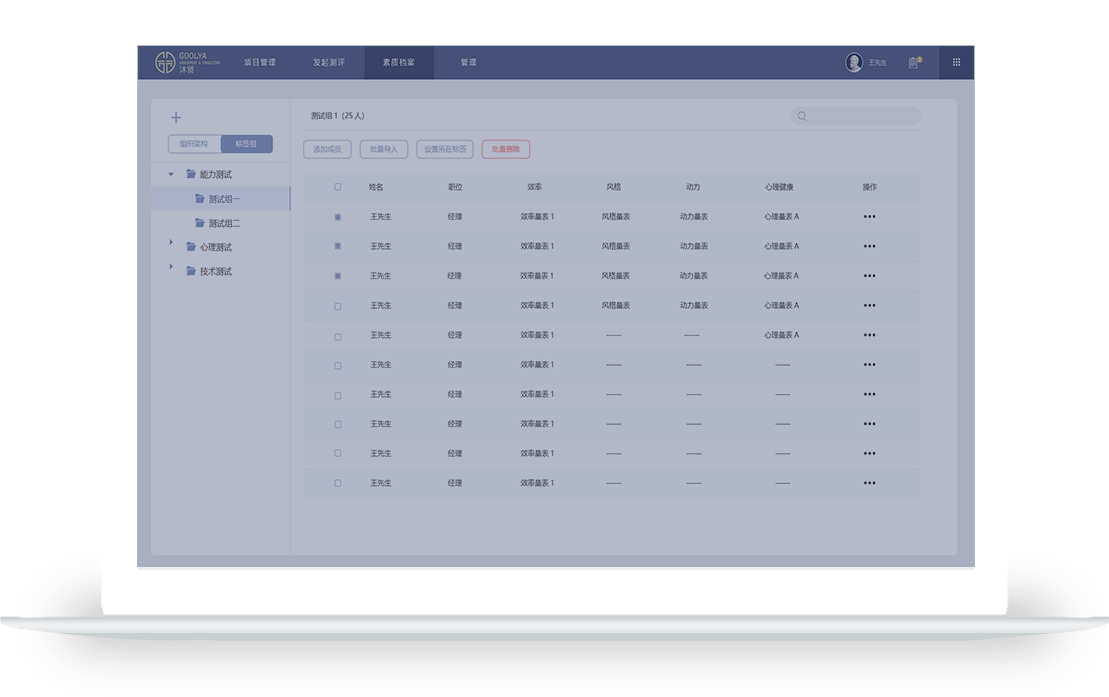 GOOLYA
沐贤
项目管理 发起测评 素质档案 管理 王先生
测试组 1 (25 人)
组织架构 标签组
添加成员 批量导入 设置所在标签 批量删除
能力测试
测试组一
测试组二
心理测试
技术测试
姓名 职位 效率 风格 动力 心理健康 操作
王先生 经理 效率量表 1 风格量表 动力量表 心理量表 A •••
王先生 经理 效率量表 1 风格量表 动力量表 心理量表 A •••
王先生 经理 效率量表 1 风格量表 动力量表 心理量表 A •••
王先生 经理 效率量表 1 风格量表 动力量表 心理量表 A •••
王先生 经理 效率量表 1 —— —— 心理量表 A •••
王先生 经理 效率量表 1 —— —— —— •••
王先生 经理 效率量表 1 —— —— —— •••
王先生 经理 效率量表 1 —— —— —— •••
王先生 经理 效率量表 1 —— —— —— •••
王先生 经理 效率量表 1 —— —— —— •••